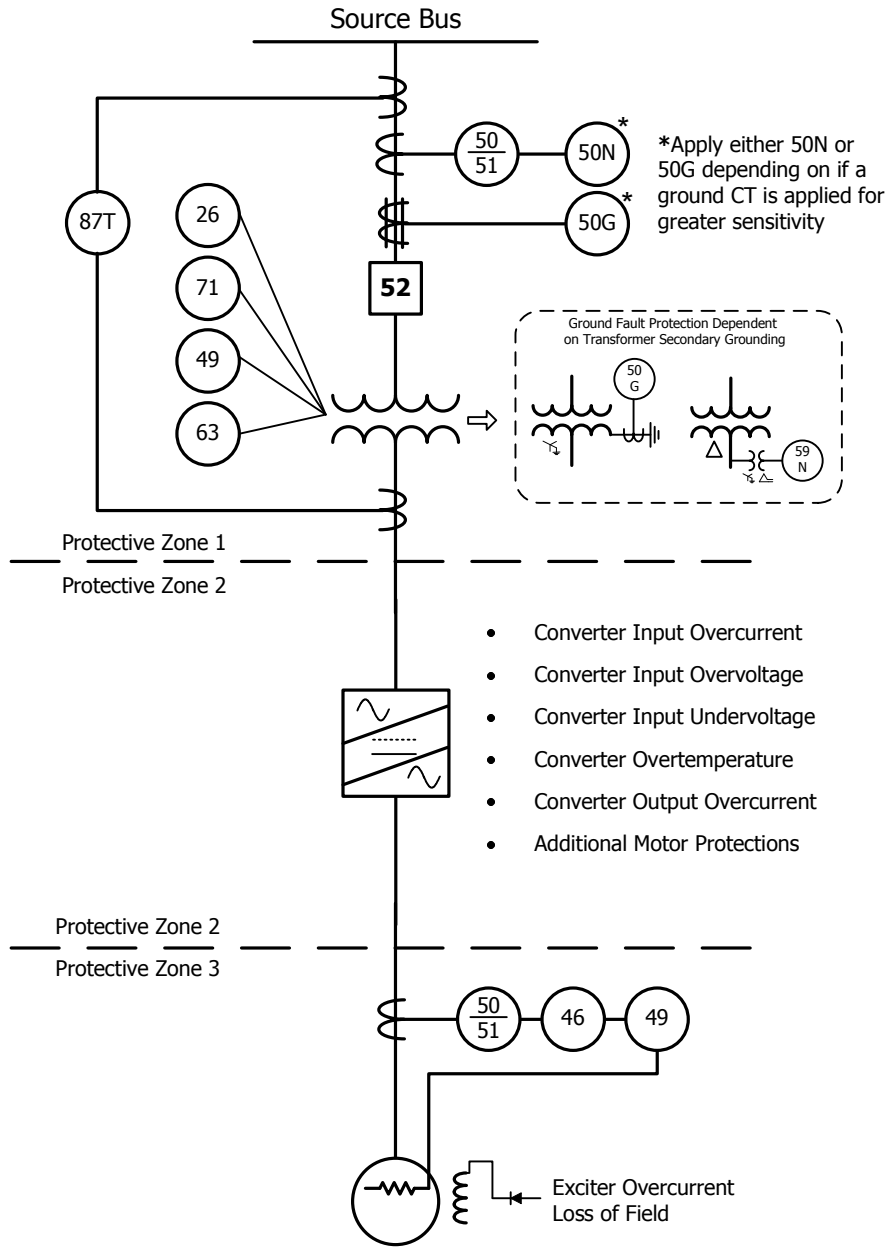 Source Bus
50
51
50N
*
*Apply either 50N or
50G depending on if a
ground CT is applied for
greater sensitivity
87T
26
50G
*
71
52
49
63
Ground Fault Protection Dependent
on Transformer Secondary Grounding
50
G
59
N
Protective Zone 1
Protective Zone 2
• Converter Input Overcurrent
• Converter Input Overvoltage
• Converter Input Undervoltage
• Converter Overtemperature
• Converter Output Overcurrent
• Additional Motor Protections
Protective Zone 2
Protective Zone 3
50
51
46
49
Exciter Overcurrent
Loss of Field